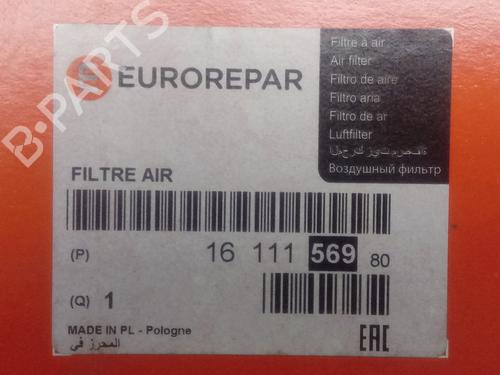 EUROREPAR
Filtre à air
Air filter
Filtro de aire
Filtro aria
Filtro de ar
Luftfilter
Воздушный фильтр
FILTRE AIR
(P) 16 111 569 80
(Q) 1
MADE IN PL - Pologne
المحرز في
EAC
B-PARTS